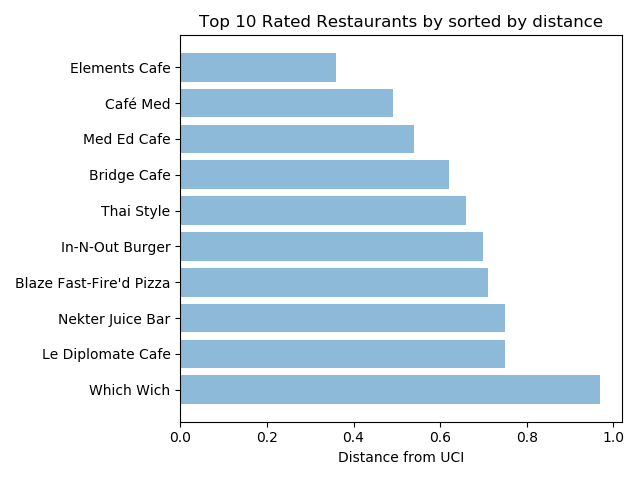 Top 10 Rated Restaurants by sorted by distance
Elements Cafe
Café Med
Med Ed Cafe
Bridge Cafe
Thai Style
In-N-Out Burger
Blaze Fast-Fire'd Pizza
Nekter Juice Bar
Le Diplomate Cafe
Which Wich
0.0 0.2 0.4 0.6 0.8 1.0
Distance from UCI